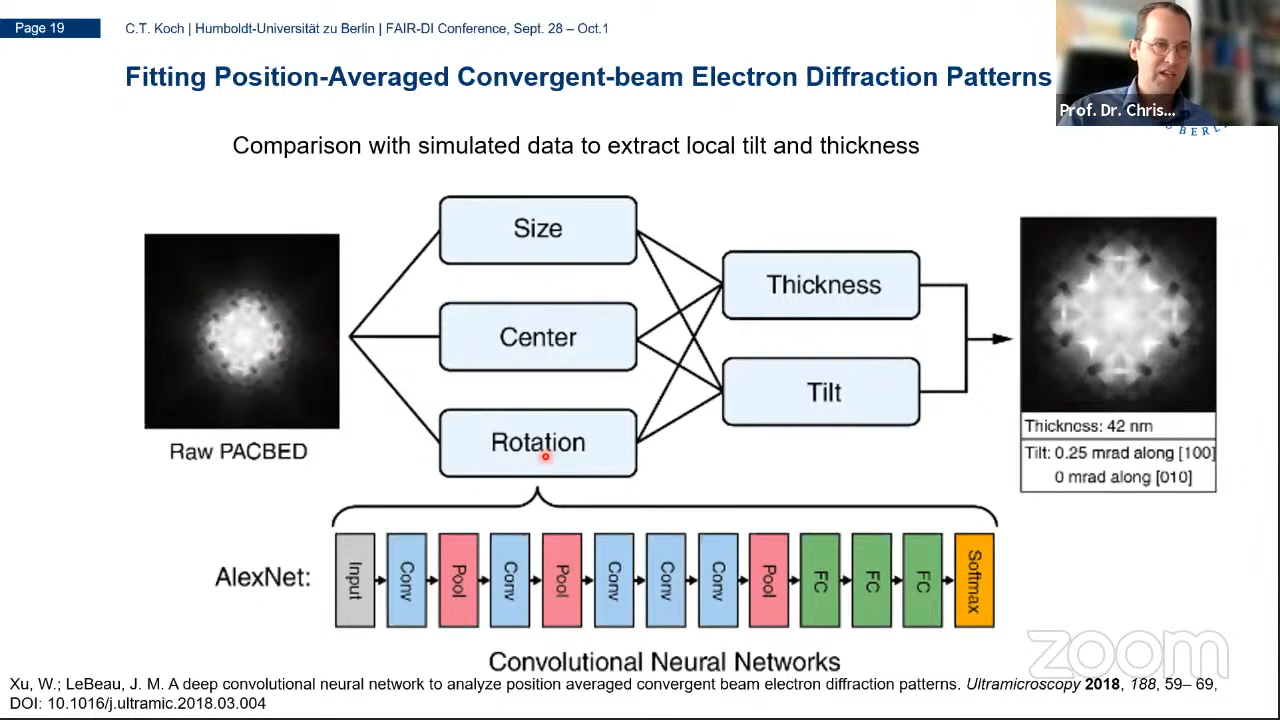 Page 19
C.T. Koch | Humboldt-Universität zu Berlin | FAIR-DI Conference, Sept. 28 – Oct.1
Fitting Position-Averaged Convergent-beam Electron Diffraction Patterns
Prof. Dr. Chris...
BERL
Comparison with simulated data to extract local tilt and thickness
Size
Center
Rotation
Thickness
Tilt
Raw PACBED
Thickness: 42 nm
Tilt: 0.25 mrad along [100]
0 mrad along [010]
AlexNet:
Input
Conv
Pool
Conv
Pool
Conv
Conv
Conv
Pool
FC
FC
FC
Softmax
Convolutional Neural Networks
zoom
Xu, W.; LeBeau, J. M. A deep convolutional neural network to analyze position averaged convergent beam electron diffraction patterns. Ultramicroscopy 2018, 188, 59– 69,
DOI: 10.1016/j.ultramic.2018.03.004